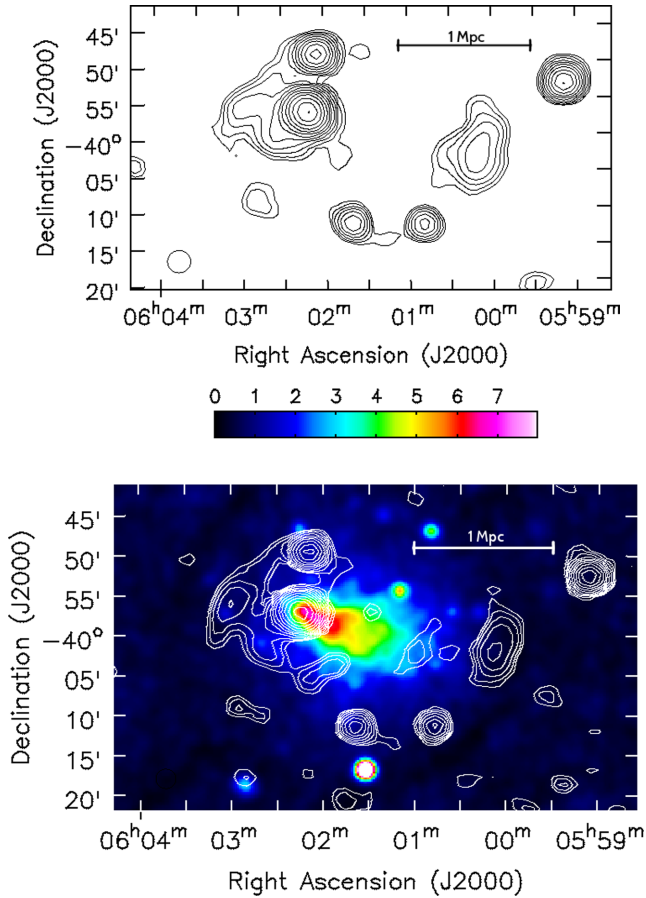 45'
1 Mpc
50'
55'
−40°
05'
10'
15'
20'
Declination (J2000)
06ʰ04ᵐ 03ᵐ 02ᵐ 01ᵐ 00ᵐ 05ʰ59ᵐ
Right Ascension (J2000)
0 1 2 3 4 5 6 7
45'
1 Mpc
50'
55'
−40°
05'
10'
15'
20'
Declination (J2000)
06ʰ04ᵐ 03ᵐ 02ᵐ 01ᵐ 00ᵐ 05ʰ59ᵐ
Right Ascension (J2000)